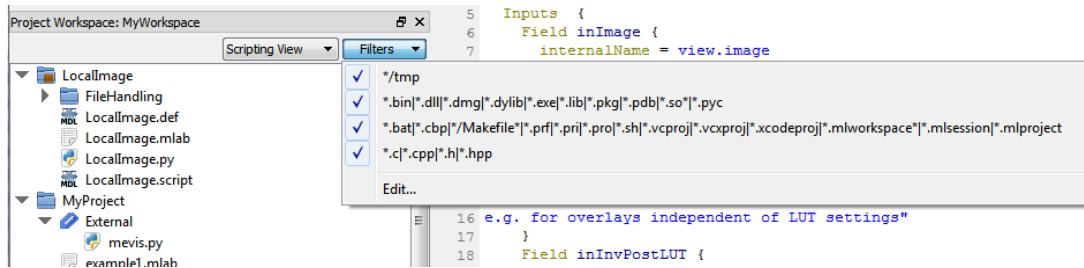 Project Workspace: MyWorkspace
Scripting View
Filters
LocalImage
FileHandling
LocalImage.def
LocalImage.mlab
LocalImage.py
LocalImage.script
MyProject
External
mevis.py
example1.mlab
MDL
MDL
5 Inputs {
6 Field inImage {
7 internalName = view.image
*/tmp
*.bin|*.dll|*.dmg|*.dylib|*.exe|*.lib|*.pkg|*.pdb|*.so*|*.pyc
*.bat|*.cbp|*/Makefile*|*.prf|*.pri|*.pro|*.sh|*.vcproj|*.vcxproj|*.xcodeproj|*.mlworkspace*|*.mlsession|*.mlproject
*.c|*.cpp|*.h|*.hpp
Edit...
16 e.g. for overlays independent of LUT settings"
17 }
18 Field inInvPostLUT {